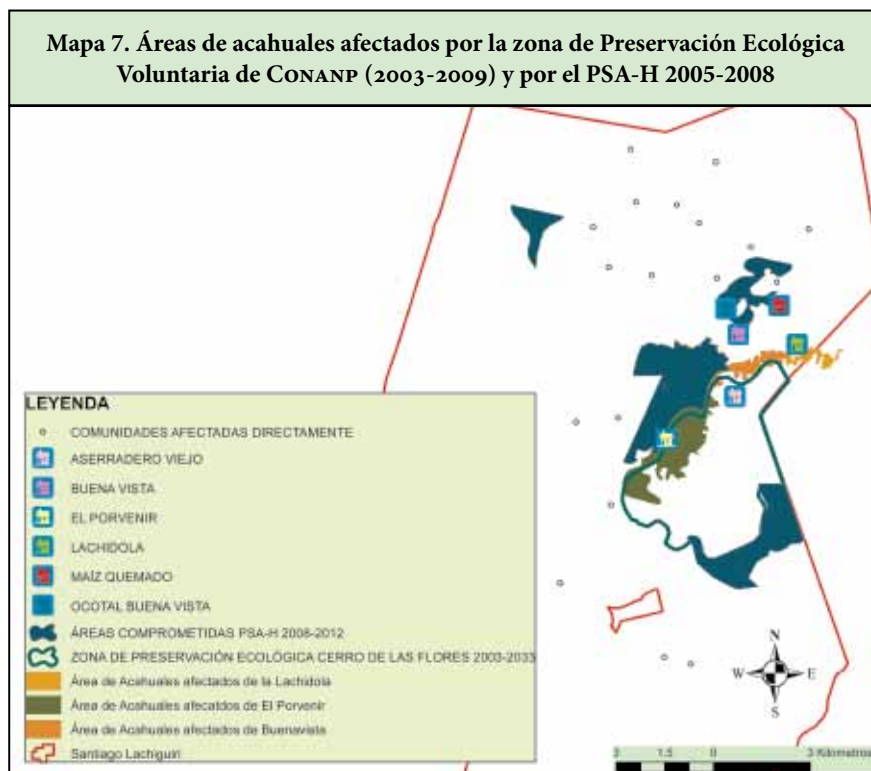 Mapa 7. Áreas de acahuales afectados por la zona de Preservación Ecológica
Voluntaria de CONANP (2003-2009) y por el PSA-H 2005-2008
LEYENDA
COMUNIDADES AFECTADAS DIRECTAMENTE
ASERRADERO VIEJO
BUENA VISTA
EL PORVENIR
LACHIDOLA
MAÍZ QUEMADO
OCOTAL BUENA VISTA
ÁREAS COMPROMETIDAS PSA-H 2008-2012
ZONA DE PRESERVACIÓN ECOLÓGICA CERRO DE LAS FLORES 2003-2033
Área de Acahuales afectados de la Lachidola
Área de Acahuales afecatdos de El Porvenir
Área de Acahuales afectados de Buenavista
Santiago Lachiguiri
N
W E
S
3 1.5 0 3 Kilometros